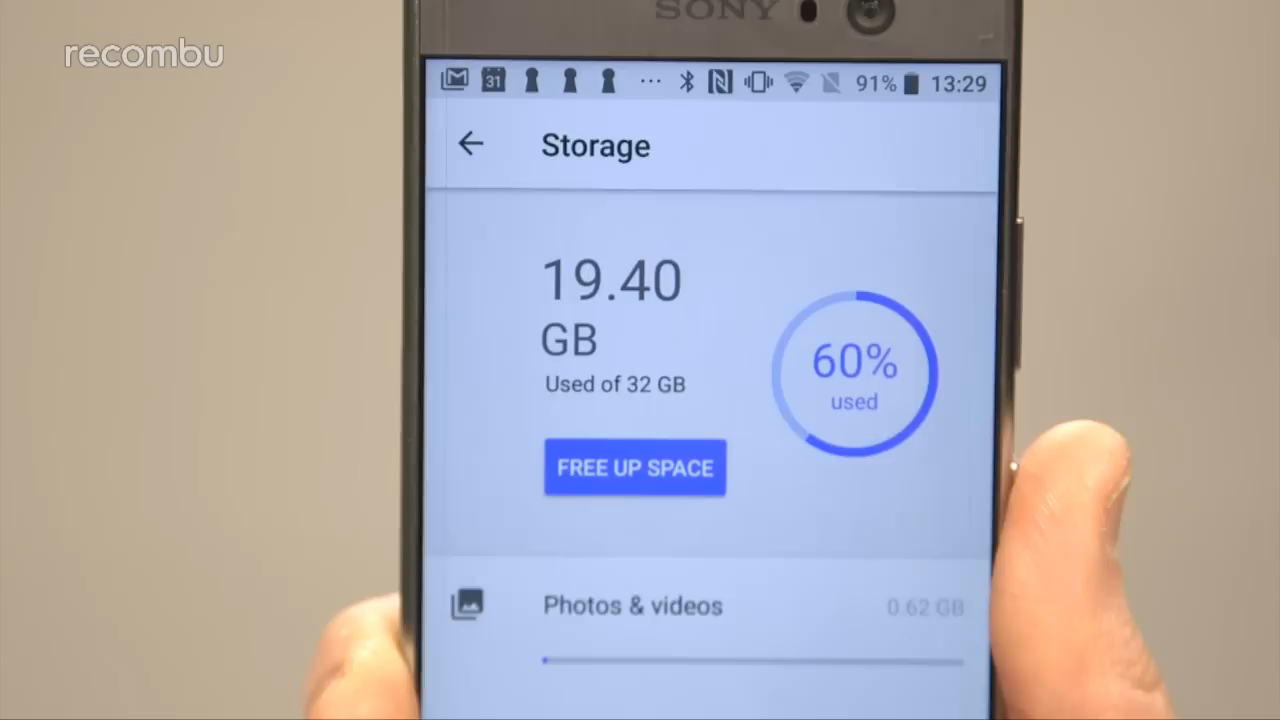 recombu
SONY
31
91% 13:29
Storage
19.40
GB
Used of 32 GB
60%
used
FREE UP SPACE
Photos & videos 0.62 GB